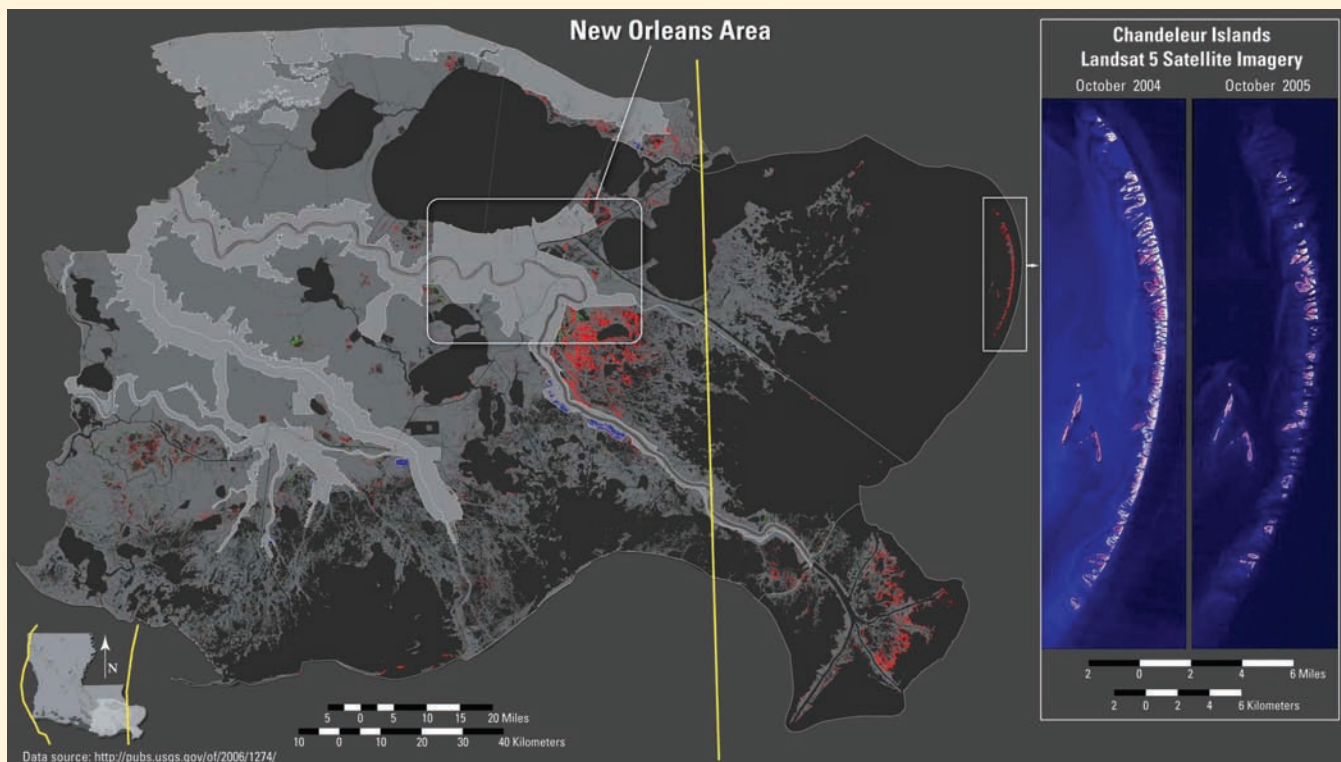 New Orleans Area
Chandeleur Islands
Landsat 5 Satellite Imagery
October 2004 October 2005
N
5 0 5 10 15 20 Miles
10 0 10 20 30 40 Kilometers
2 0 2 4 6 Miles
2 0 2 4 6 Kilometers
Data source: http://pubs.usgs.gov/of/2006/1274/